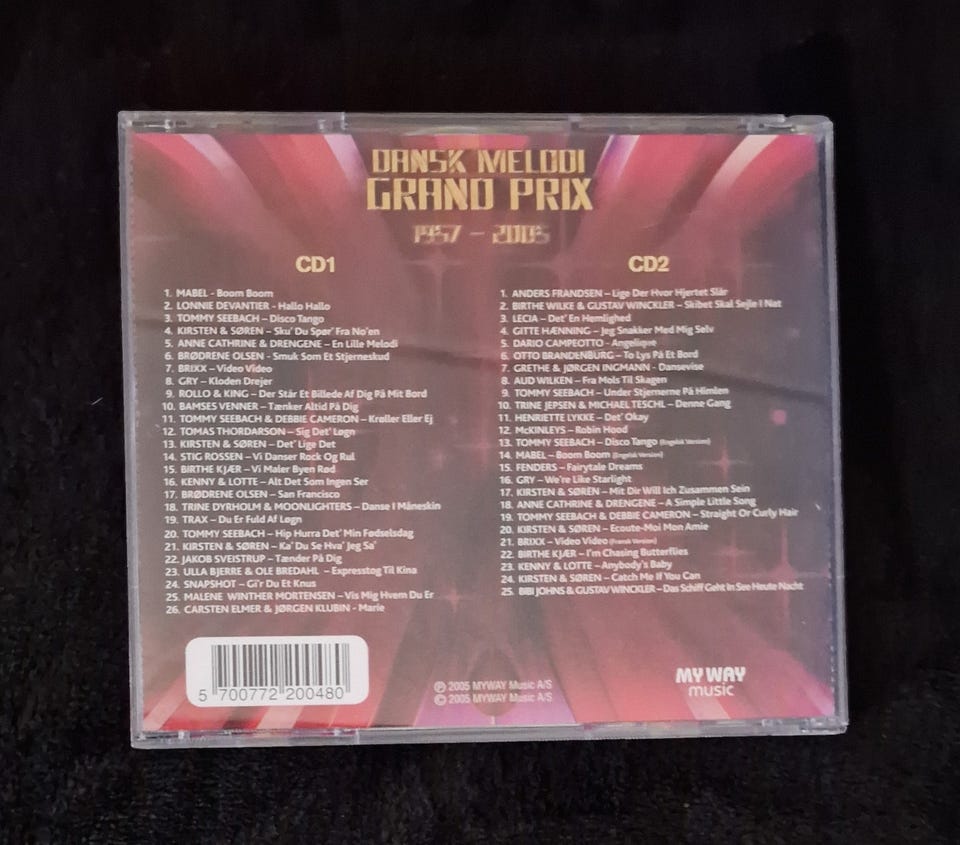 DANSK MELODI
GRAND PRIX
1957 - 2005
CD1
1. MABEL - Boom Boom
2. LONNIE DEVANTIER - Hallo Hallo
3. TOMMY SEEBACH – Disco Tango
4. KIRSTEN & SØREN – Sku' Du Spør' Fra No'en
5. ANNE CATHRINE & DRENGENE – En Lille Melodi
6. BRØDRENE OLSEN - Smuk Som Et Stjerneskud
7. BRIXX – Video Video
8. GRY – Kloden Drejer
9. ROLLO & KING – Der Står Et Billede Af Dig På Mit Bord
10. BAMSES VENNER – Tænker Altid På Dig
11. TOMMY SEEBACH & DEBBIE CAMERON – Krøller Eller Ej
12. TOMAS THORDARSON – Sig Det' Løgn
13. KIRSTEN & SØREN – Det' Lige Det
14. STIG ROSSEN – Vi Danser Rock Og Rul
15. BIRTHE KJÆR – Vi Maler Byen Rød
16. KENNY & LOTTE – Alt Det Som Ingen Ser
17. BRØDRENE OLSEN – San Francisco
18. TRINE DYRHOLM & MOONLIGHTERS – Danse I Måneskin
19. TRAX – Du Er Fuld Af Løgn
20. TOMMY SEEBACH – Hip Hurra Det' Min Fødselsdag
21. KIRSTEN & SØREN – Ka' Du Se Hva' Jeg Sa'
22. JAKOB SVEISTRUP – Tænder På Dig
23. ULLA BJERRE & OLE BREDAHL – Expresstog Til Kina
24. SNAPSHOT – Gi'r Du Et Knus
25. MALENE WINTHER MORTENSEN – Vis Mig Hvem Du Er
26. CARSTEN ELMER & JØRGEN KLUBIN - Marie
CD2
1. ANDERS FRANDSEN – Lige Der Hvor Hjertet Slår
2. BIRTHE WILKE & GUSTAV WINCKLER – Skibet Skal Sejle I Nat
3. LECIA – Det' En Hemlighed
4. GITTE HÆNNING – Jeg Snakker Med Mig Selv
5. DARIO CAMPEOTTO - Angelique
6. OTTO BRANDENBURG – To Lys På Et Bord
7. GRETHE & JØRGEN INGMANN - Dansevise
8. AUD WILKEN – Fra Mols Til Skagen
9. TOMMY SEEBACH – Under Stjernerne På Himlen
10. TRINE JEPSEN & MICHAEL TESCHL – Denne Gang
11. HENRIETTE LYKKE – Det' Okay
12. McKINLEYS – Robin Hood
13. TOMMY SEEBACH – Disco Tango (Engelsk Version)
14. MABEL – Boom Boom (Engelsk Version)
15. FENDERS – Fairytale Dreams
16. GRY – We're Like Starlight
17. KIRSTEN & SØREN – Mit Dir Will Ich Zusammen Sein
18. ANNE CATHRINE & DRENGENE – A Simple Little Song
19. TOMMY SEEBACH & DEBBIE CAMERON – Straight Or Curly Hair
20. KIRSTEN & SØREN – Ecoute-Moi Mon Amie
21. BRIXX – Video Video (Fransk Version)
22. BIRTHE KJÆR – I'm Chasing Butterflies
23. KENNY & LOTTE – Anybody's Baby
24. KIRSTEN & SØREN – Catch Me If You Can
25. BIBI JOHNS & GUSTAV WINCKLER – Das Schiff Geht In See Heute Nacht
5 700772 200480
℗ 2005 MYWAY Music A/S
© 2005 MYWAY Music A/S
MY WAY
music